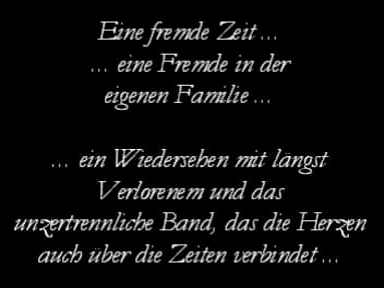 Eine fremde Zeit ...
... eine Fremde in der
eigenen Familie ...
... ein Wiedersehen mit längst
Verlorenem und das
unzertrennliche Band, das die Herzen
auch über die Zeiten verbindet ...